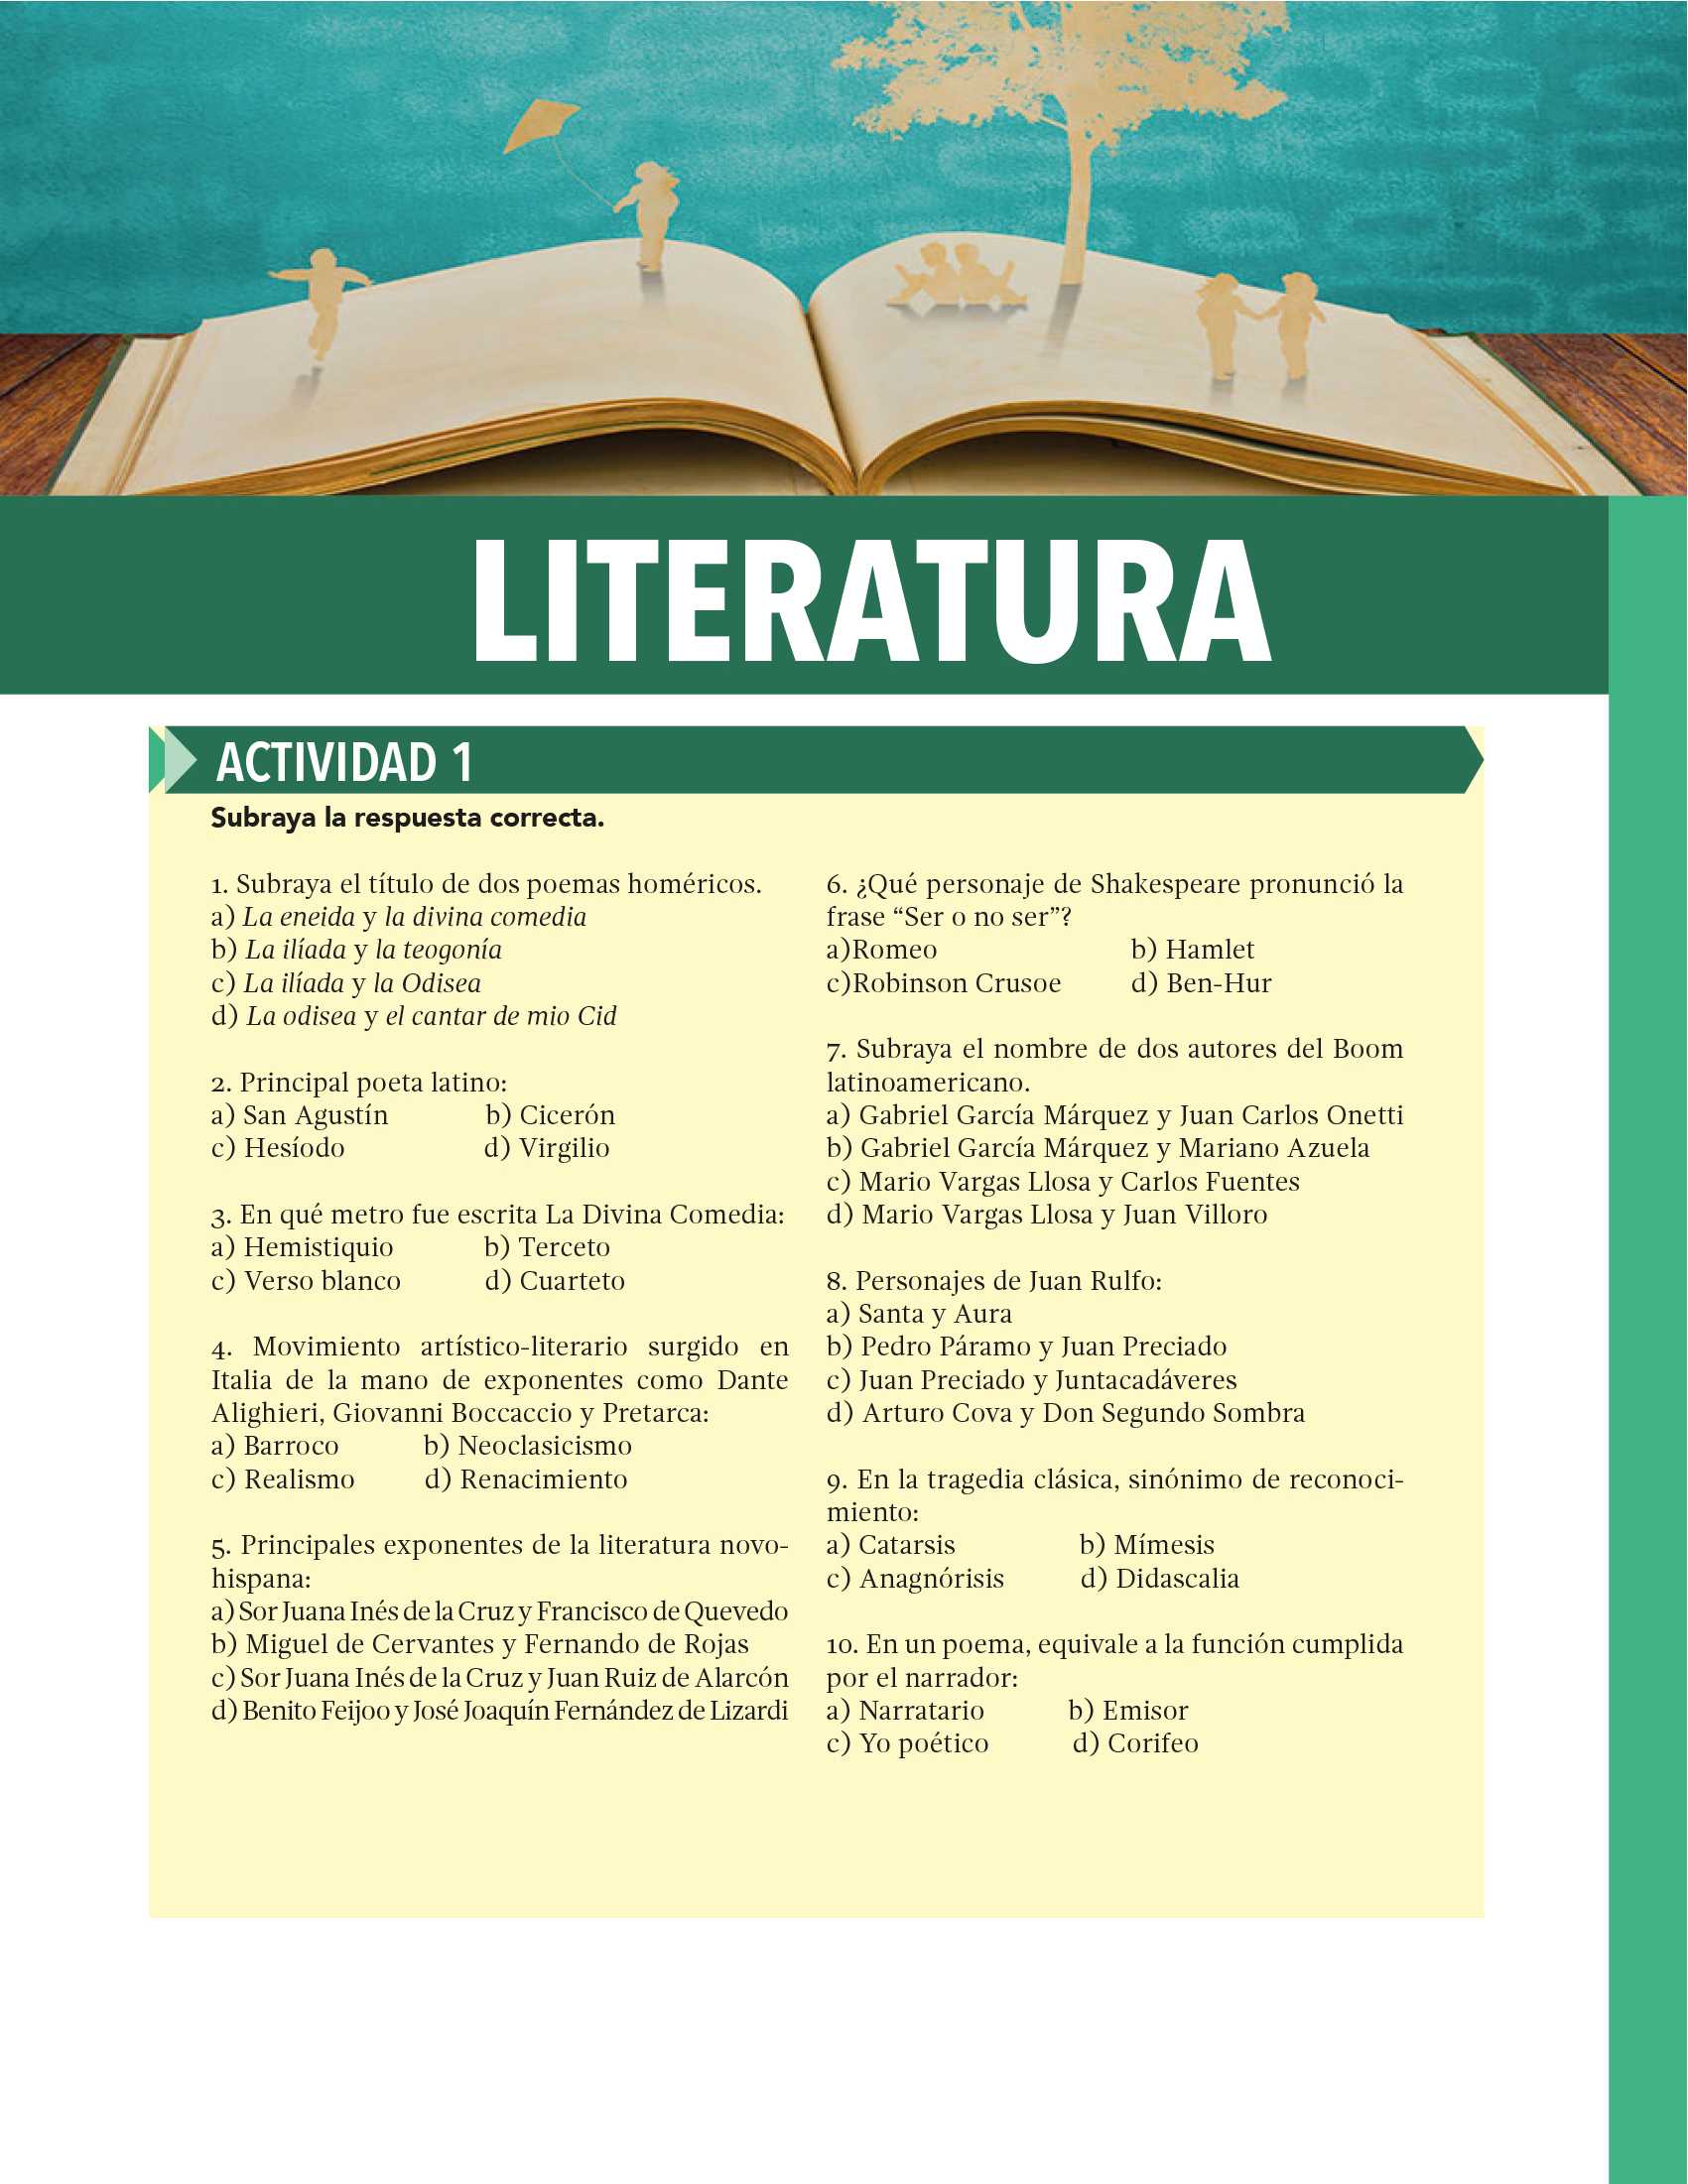 LITERATURA
ACTIVIDAD 1
Subraya la respuesta correcta.
1. Subraya el título de dos poemas homéricos.
a) La eneida y la divina comedia
b) La ilíada y la teogonía
c) La ilíada y la Odisea
d) La odisea y el cantar de mio Cid
2. Principal poeta latino:
a) San Agustín b) Cicerón
c) Hesíodo d) Virgilio
3. En qué metro fue escrita La Divina Comedia:
a) Hemistiquio b) Terceto
c) Verso blanco d) Cuarteto
4. Movimiento artístico-literario surgido en
Italia de la mano de exponentes como Dante
Alighieri, Giovanni Boccaccio y Pretarca:
a) Barroco b) Neoclasicismo
c) Realismo d) Renacimiento
5. Principales exponentes de la literatura novo-
hispana:
a) Sor Juana Inés de la Cruz y Francisco de Quevedo
b) Miguel de Cervantes y Fernando de Rojas
c) Sor Juana Inés de la Cruz y Juan Ruiz de Alarcón
d) Benito Feijoo y José Joaquín Fernández de Lizardi
6. ¿Qué personaje de Shakespeare pronunció la
frase “Ser o no ser”?
a)Romeo b) Hamlet
c)Robinson Crusoe d) Ben-Hur
7. Subraya el nombre de dos autores del Boom
latinoamericano.
a) Gabriel García Márquez y Juan Carlos Onetti
b) Gabriel García Márquez y Mariano Azuela
c) Mario Vargas Llosa y Carlos Fuentes
d) Mario Vargas Llosa y Juan Villoro
8. Personajes de Juan Rulfo:
a) Santa y Aura
b) Pedro Páramo y Juan Preciado
c) Juan Preciado y Juntacadáveres
d) Arturo Cova y Don Segundo Sombra
9. En la tragedia clásica, sinónimo de reconoci-
miento:
a) Catarsis b) Mímesis
c) Anagnórisis d) Didascalia
10. En un poema, equivale a la función cumplida
por el narrador:
a) Narratario b) Emisor
c) Yo poético d) Corifeo